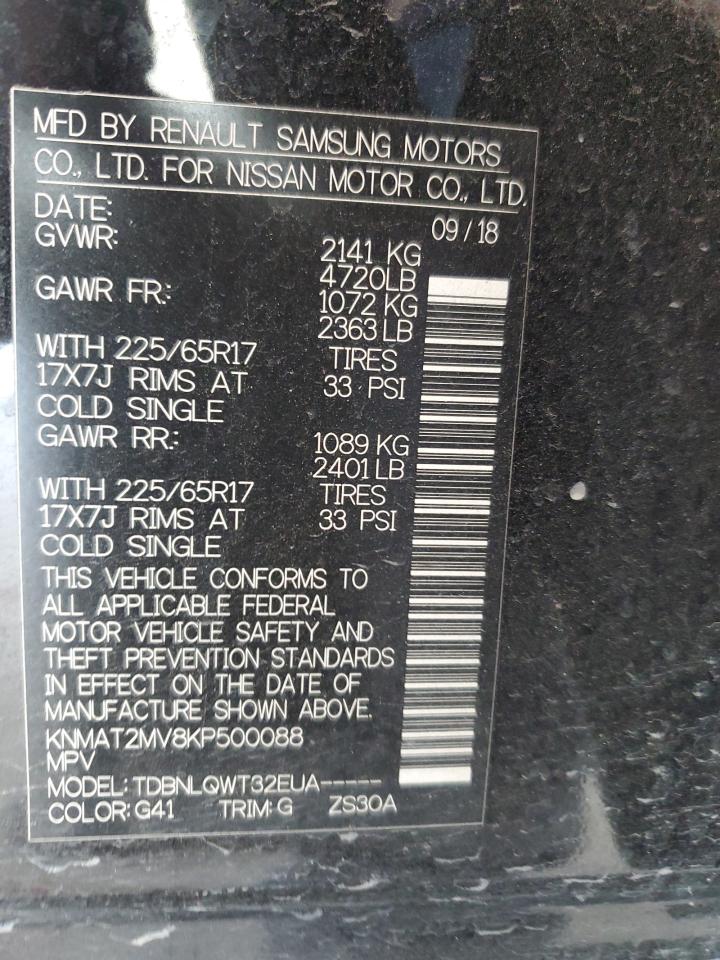 MFD BY RENAULT SAMSUNG MOTORS
CO., LTD. FOR NISSAN MOTOR CO., LTD.
DATE: 09/18
GVWR: 2141 KG
4720LB
GAWR FR.: 1072 KG
2363LB
WITH 225/65R17 TIRES
17X7J RIMS AT 33 PSI
COLD SINGLE
GAWR RR.: 1089 KG
2401LB
WITH 225/65R17 TIRES
17X7J RIMS AT 33 PSI
COLD SINGLE
THIS VEHICLE CONFORMS TO
ALL APPLICABLE FEDERAL
MOTOR VEHICLE SAFETY AND
THEFT PREVENTION STANDARDS
IN EFFECT ON THE DATE OF
MANUFACTURE SHOWN ABOVE.
KNMAT2MV8KP500088
MPV
MODEL: TDBNLQWT32EUA-----
COLOR: G41 TRIM: G ZS30A